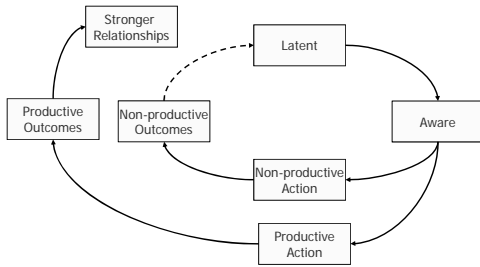 Stronger
Relationships
Latent
Productive
Outcomes
Non-productive
Outcomes
Aware
Non-productive
Action
Productive
Action